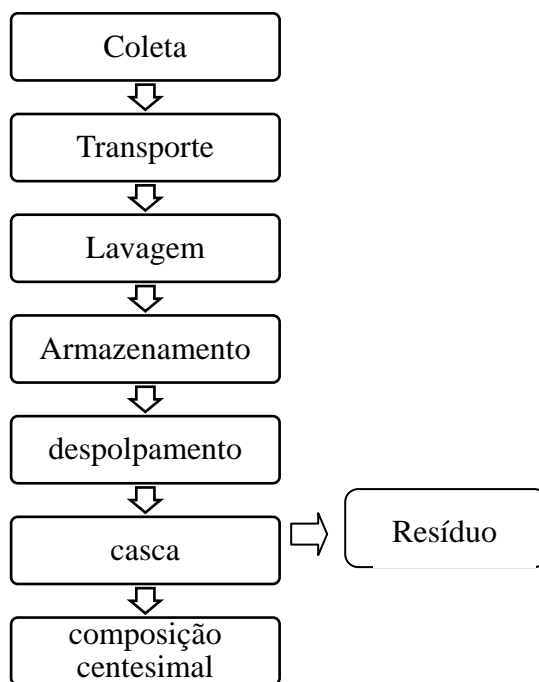 Coleta
Transporte
Lavagem
Armazenamento
despolpamento
casca
Resíduo
composição
centesimal